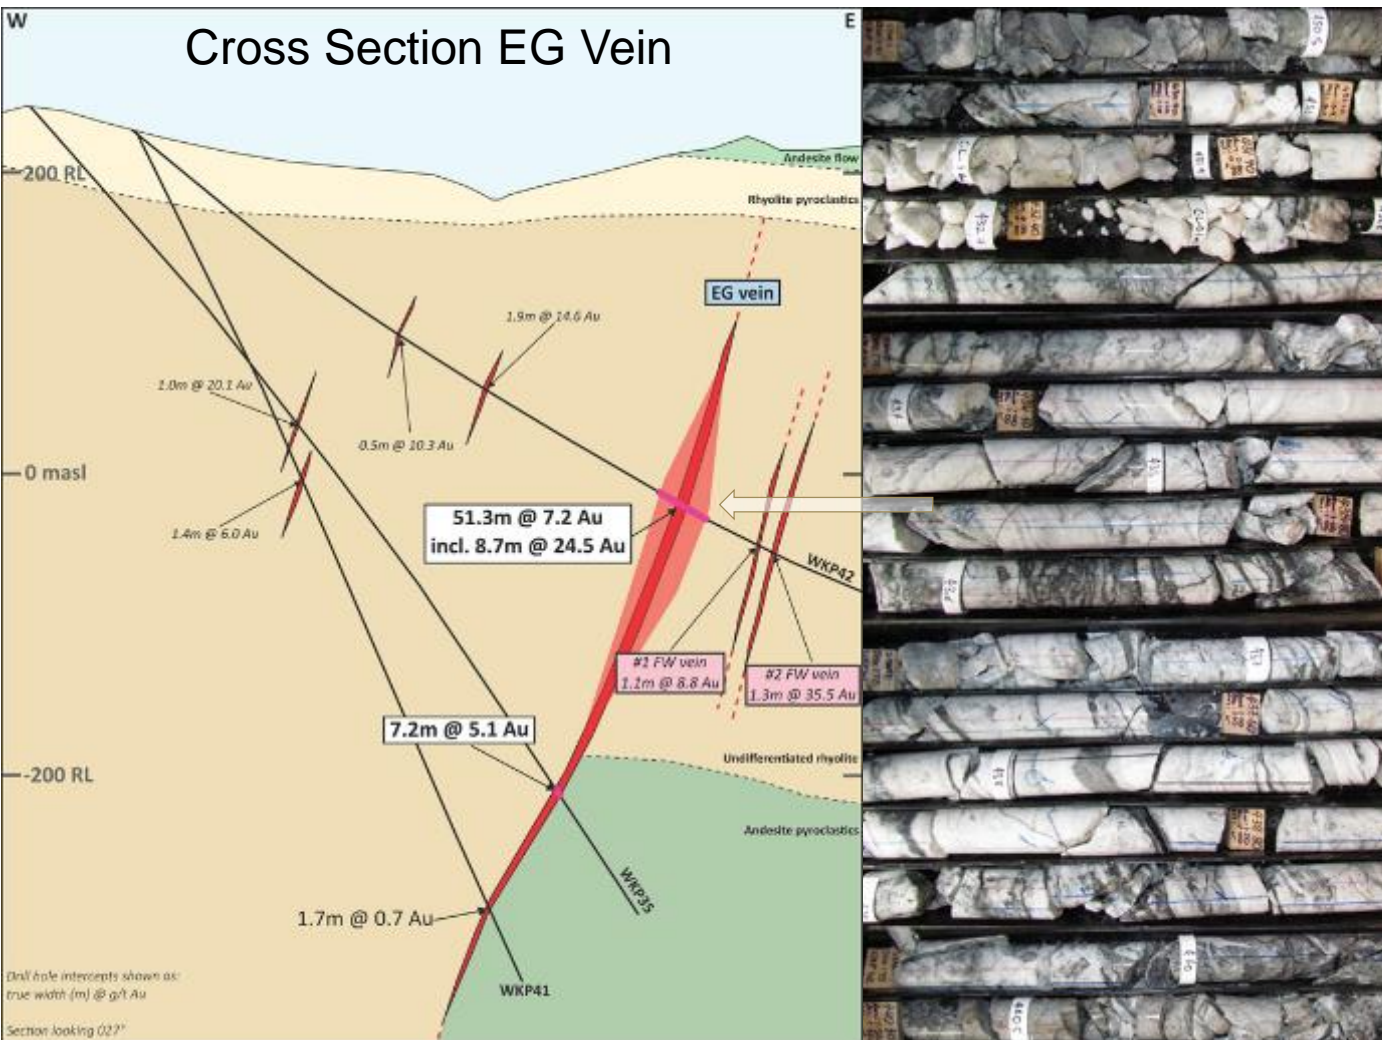 W
E
Cross Section EG Vein
Andesite flow
200 RL
Rhyolite pyroclastics
EG vein
1.9m @ 14.6 Au
1.0m @ 20.1 Au
0.5m @ 10.3 Au
0 masl
51.3m @ 7.2 Au
incl. 8.7m @ 24.5 Au
1.4m @ 6.0 Au
WKP42
#1 FW vein
1.1m @ 8.8 Au
#2 FW vein
1.3m @ 35.5 Au
7.2m @ 5.1 Au
Undifferentiated rhyolite
-200 RL
Andesite pyroclastics
WKP35
1.7m @ 0.7 Au
Drill hole intercepts shown as:
true width (m) @ g/t Au
WKP41
Section looking 027°